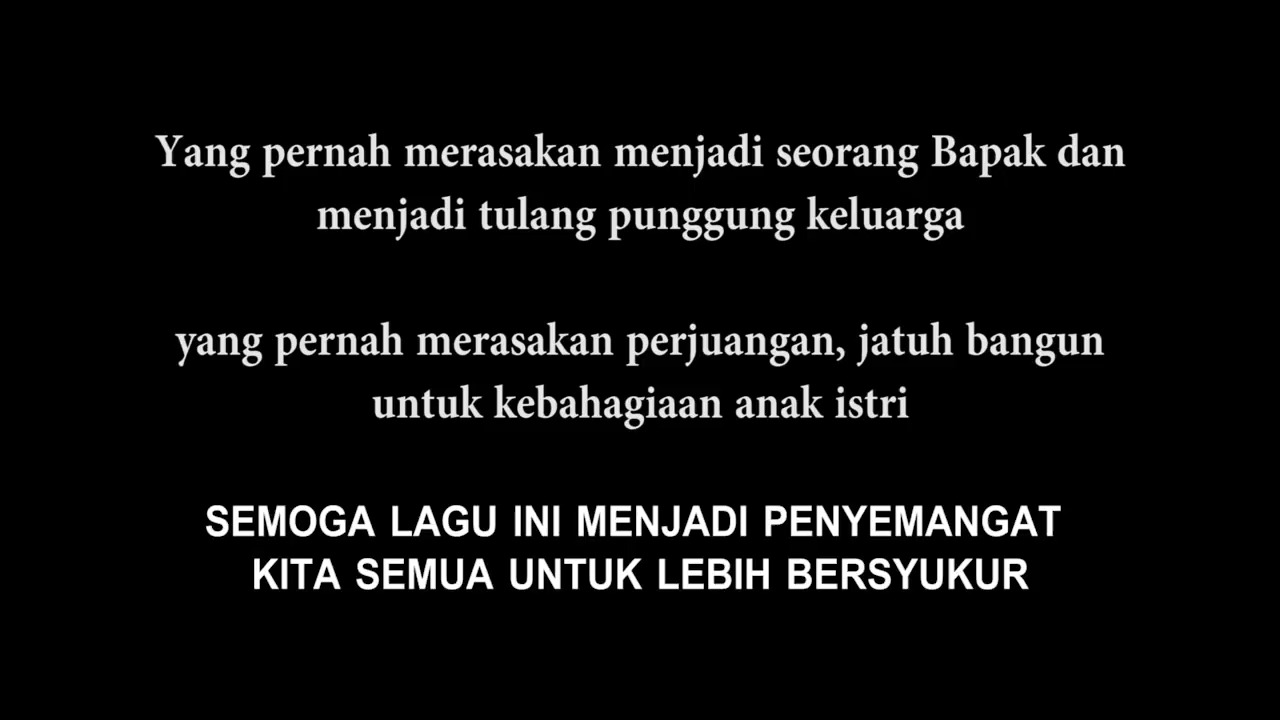 Yang pernah merasakan menjadi seorang Bapak dan
menjadi tulang punggung keluarga
yang pernah merasakan perjuangan, jatuh bangun
untuk kebahagiaan anak istri
SEMOGA LAGU INI MENJADI PENYEMANGAT
KITA SEMUA UNTUK LEBIH BERSYUKUR